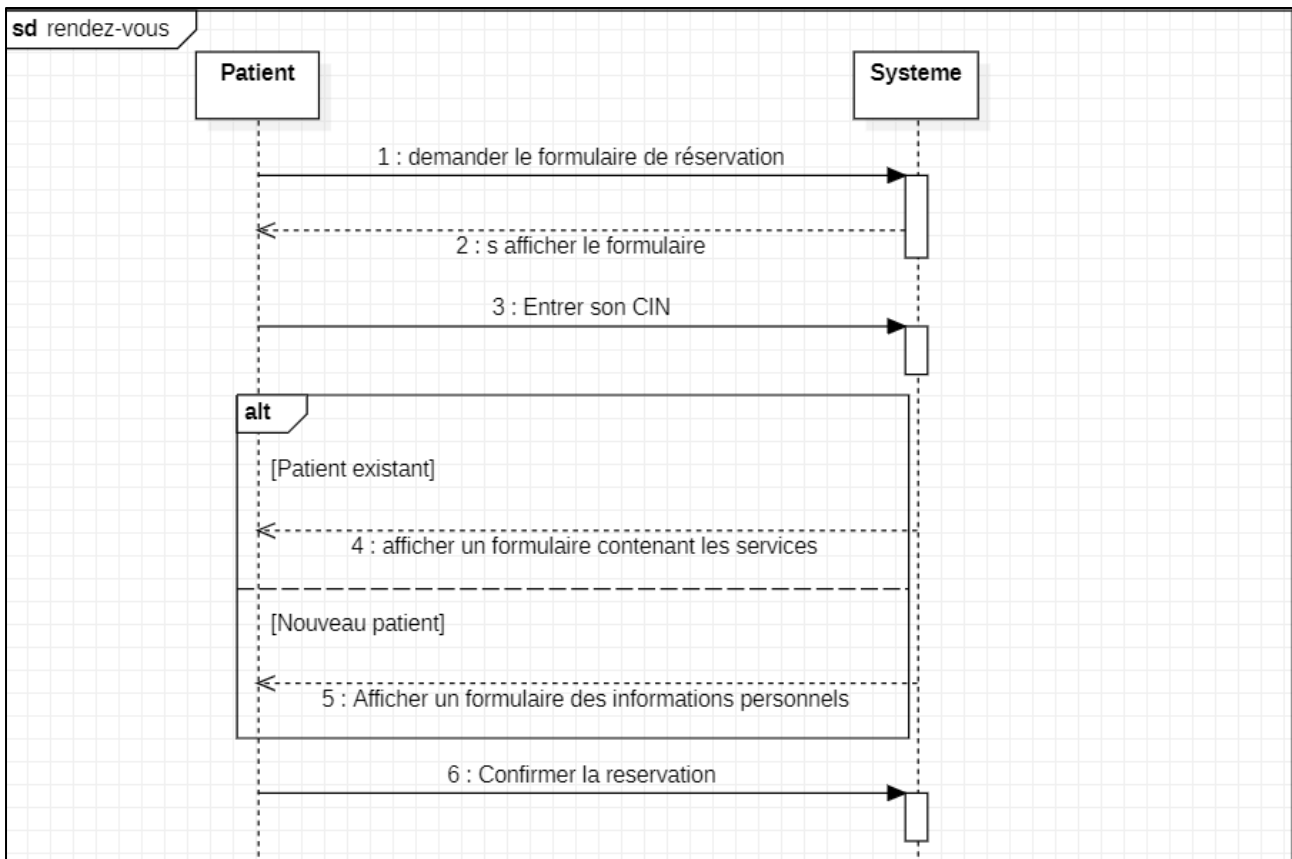 sd rendez-vous
Patient
Systeme
1 : demander le formulaire de réservation
2 : s afficher le formulaire
3 : Entrer son CIN
alt
[Patient existant]
4 : afficher un formulaire contenant les services
[Nouveau patient]
5 : Afficher un formulaire des informations personnels
6 : Confirmer la reservation